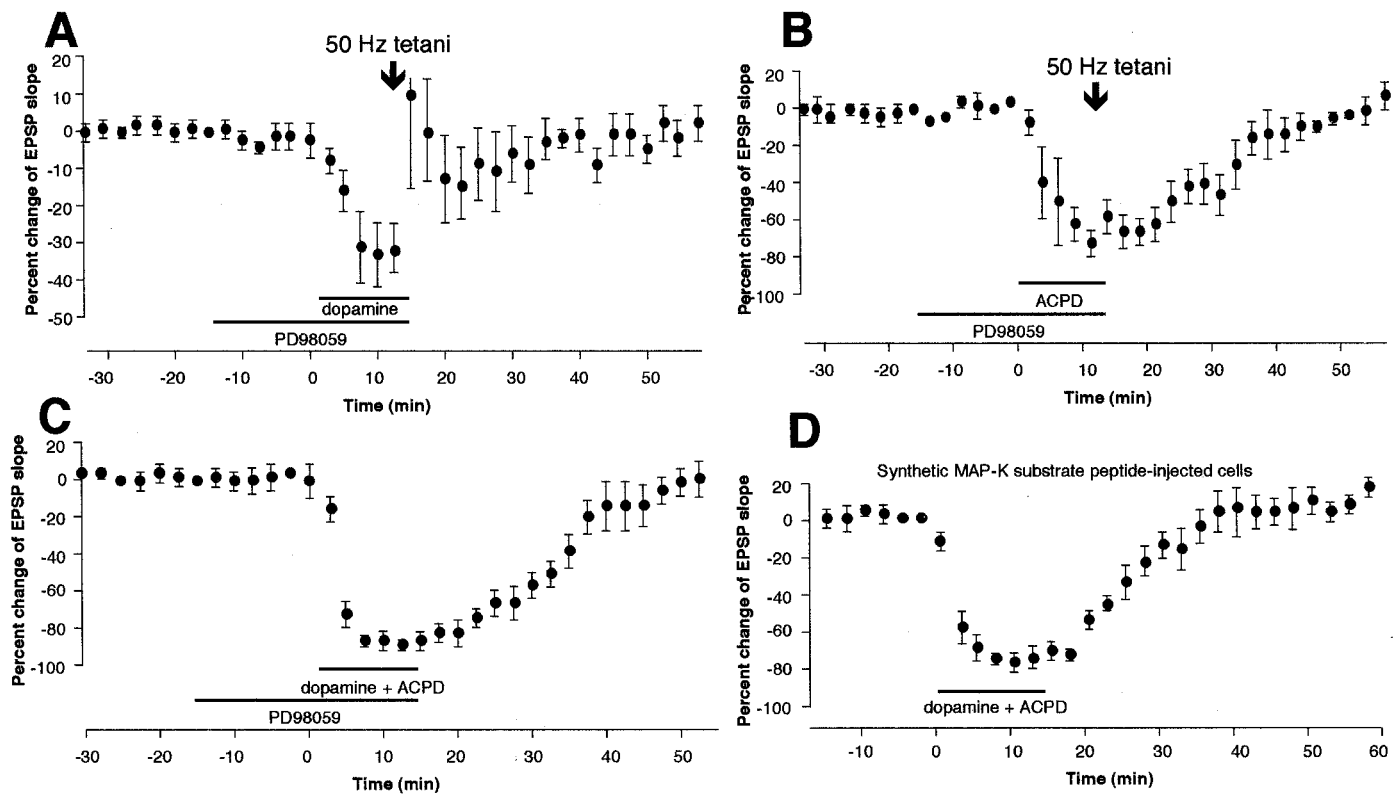 A
50 Hz tetani
Percent change of EPSP slope
20
10
0
-10
-20
-30
-40
-50
dopamine
PD98059
-30 -20 -10 0 10 20 30 40 50
Time (min)
B
50 Hz tetani
Percent change of EPSP slope
20
0
-20
-40
-60
-80
-100
ACPD
PD98059
-30 -20 -10 0 10 20 30 40 50
Time (min)
C
Percent change of EPSP slope
20
0
-20
-40
-60
-80
-100
dopamine + ACPD
PD98059
-30 -20 -10 0 10 20 30 40 50
Time (min)
D
Synthetic MAP-K substrate peptide-injected cells
Percent change of EPSP slope
20
0
-20
-40
-60
-80
-100
dopamine + ACPD
-10 0 10 20 30 40 50 60
Time (min)